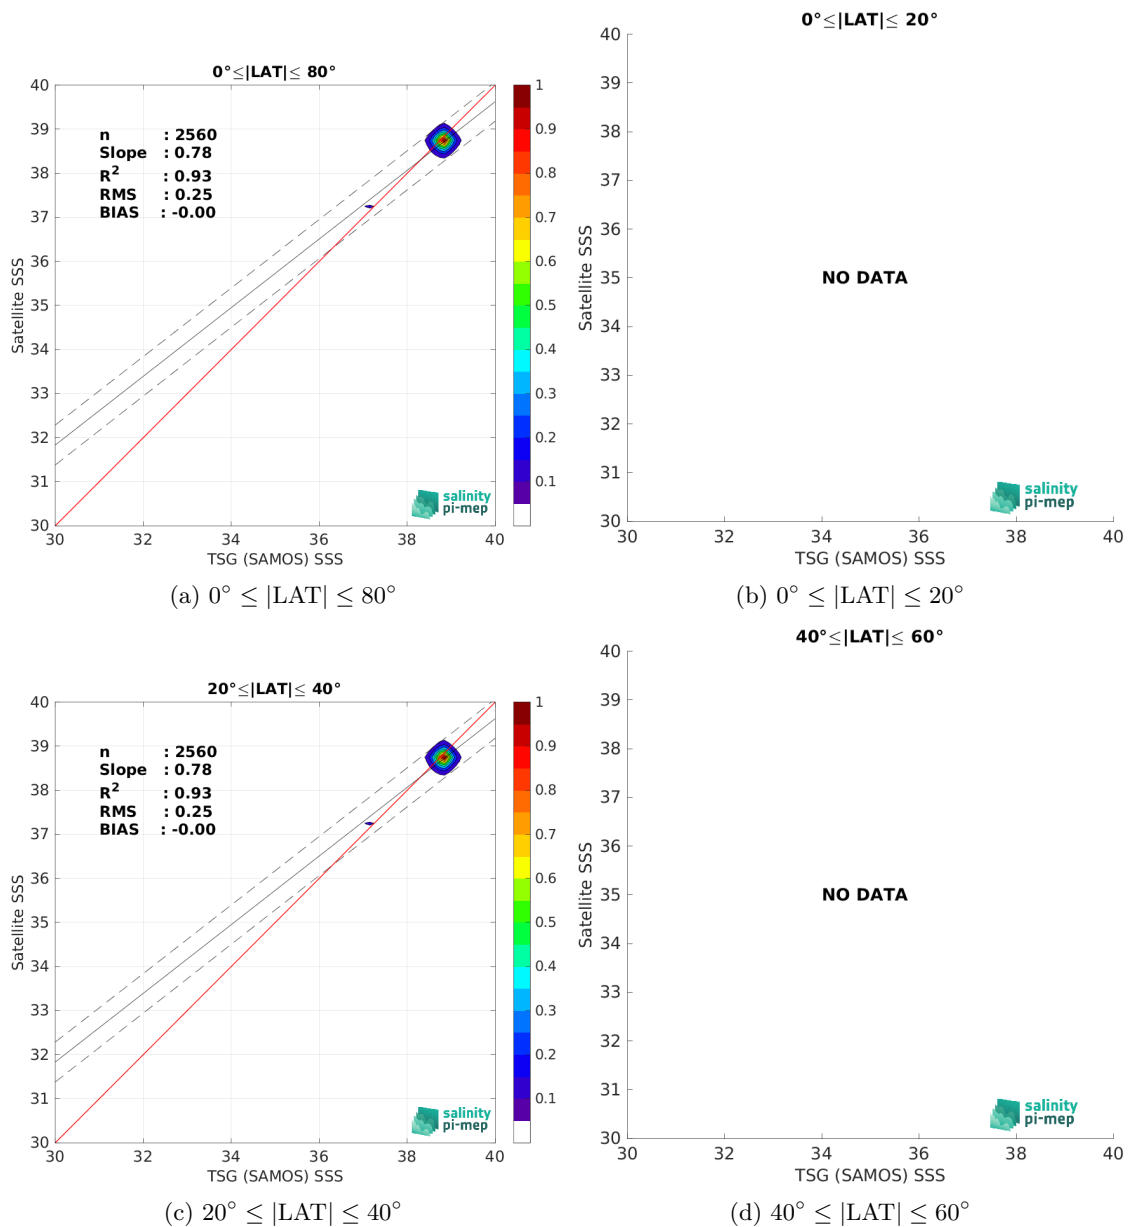 0°≤|LAT|≤ 80°
40
39
38
37
36
35
34
33
32
31
30
Satellite SSS
n : 2560
Slope : 0.78
R² : 0.93
RMS : 0.25
BIAS : -0.00
1
0.9
0.8
0.7
0.6
0.5
0.4
0.3
0.2
0.1
salinity
pi-mep
30 32 34 36 38 40
TSG (SAMOS) SSS
(a) 0° ≤ |LAT| ≤ 80°
0°≤|LAT|≤ 20°
40
39
38
37
36
35
34
33
32
31
30
Satellite SSS
NO DATA
salinity
pi-mep
30 32 34 36 38 40
TSG (SAMOS) SSS
(b) 0° ≤ |LAT| ≤ 20°
20°≤|LAT|≤ 40°
40
39
38
37
36
35
34
33
32
31
30
Satellite SSS
n : 2560
Slope : 0.78
R² : 0.93
RMS : 0.25
BIAS : -0.00
1
0.9
0.8
0.7
0.6
0.5
0.4
0.3
0.2
0.1
salinity
pi-mep
30 32 34 36 38 40
TSG (SAMOS) SSS
(c) 20° ≤ |LAT| ≤ 40°
40°≤|LAT|≤ 60°
40
39
38
37
36
35
34
33
32
31
30
Satellite SSS
NO DATA
salinity
pi-mep
30 32 34 36 38 40
TSG (SAMOS) SSS
(d) 40° ≤ |LAT| ≤ 60°